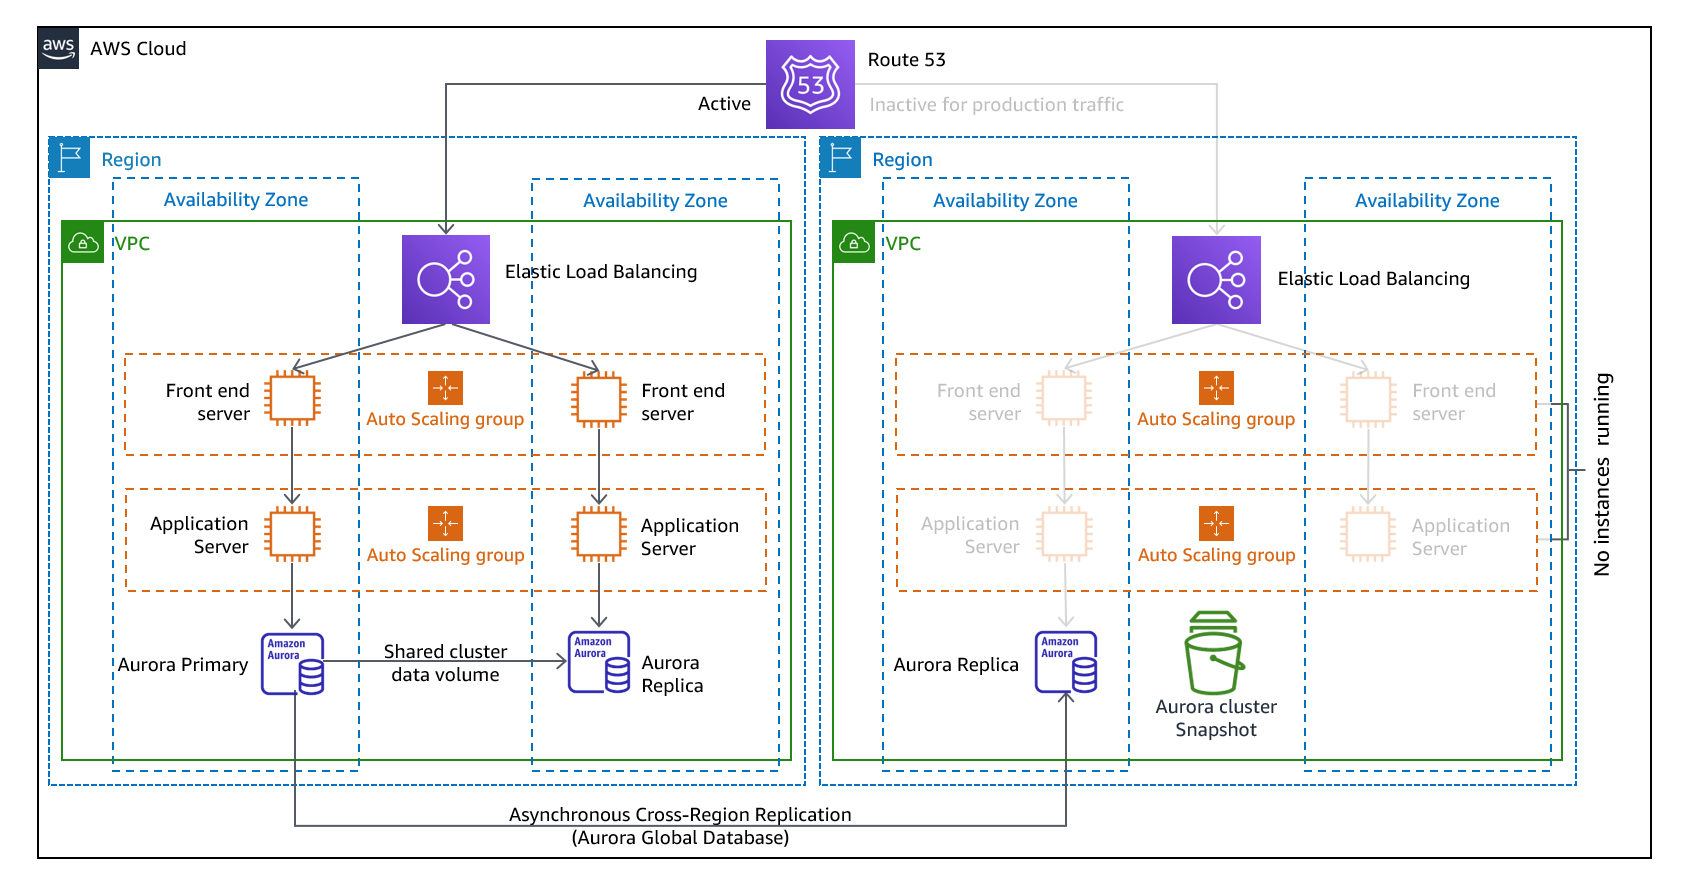 aws
AWS Cloud
53
Route 53
Active
Inactive for production traffic
Region
Availability Zone
Availability Zone
VPC
Elastic Load Balancing
Front end
server
Auto Scaling group
Front end
server
Application
Server
Auto Scaling group
Application
Server
Aurora Primary
Amazon
Aurora
Shared cluster
data volume
Amazon
Aurora
Aurora
Replica
Region
Availability Zone
Availability Zone
VPC
Elastic Load Balancing
Front end
server
Auto Scaling group
Front end
server
Application
Server
Auto Scaling group
Application
Server
No instances running
Aurora Replica
Amazon
Aurora
Aurora cluster
Snapshot
Asynchronous Cross-Region Replication
(Aurora Global Database)